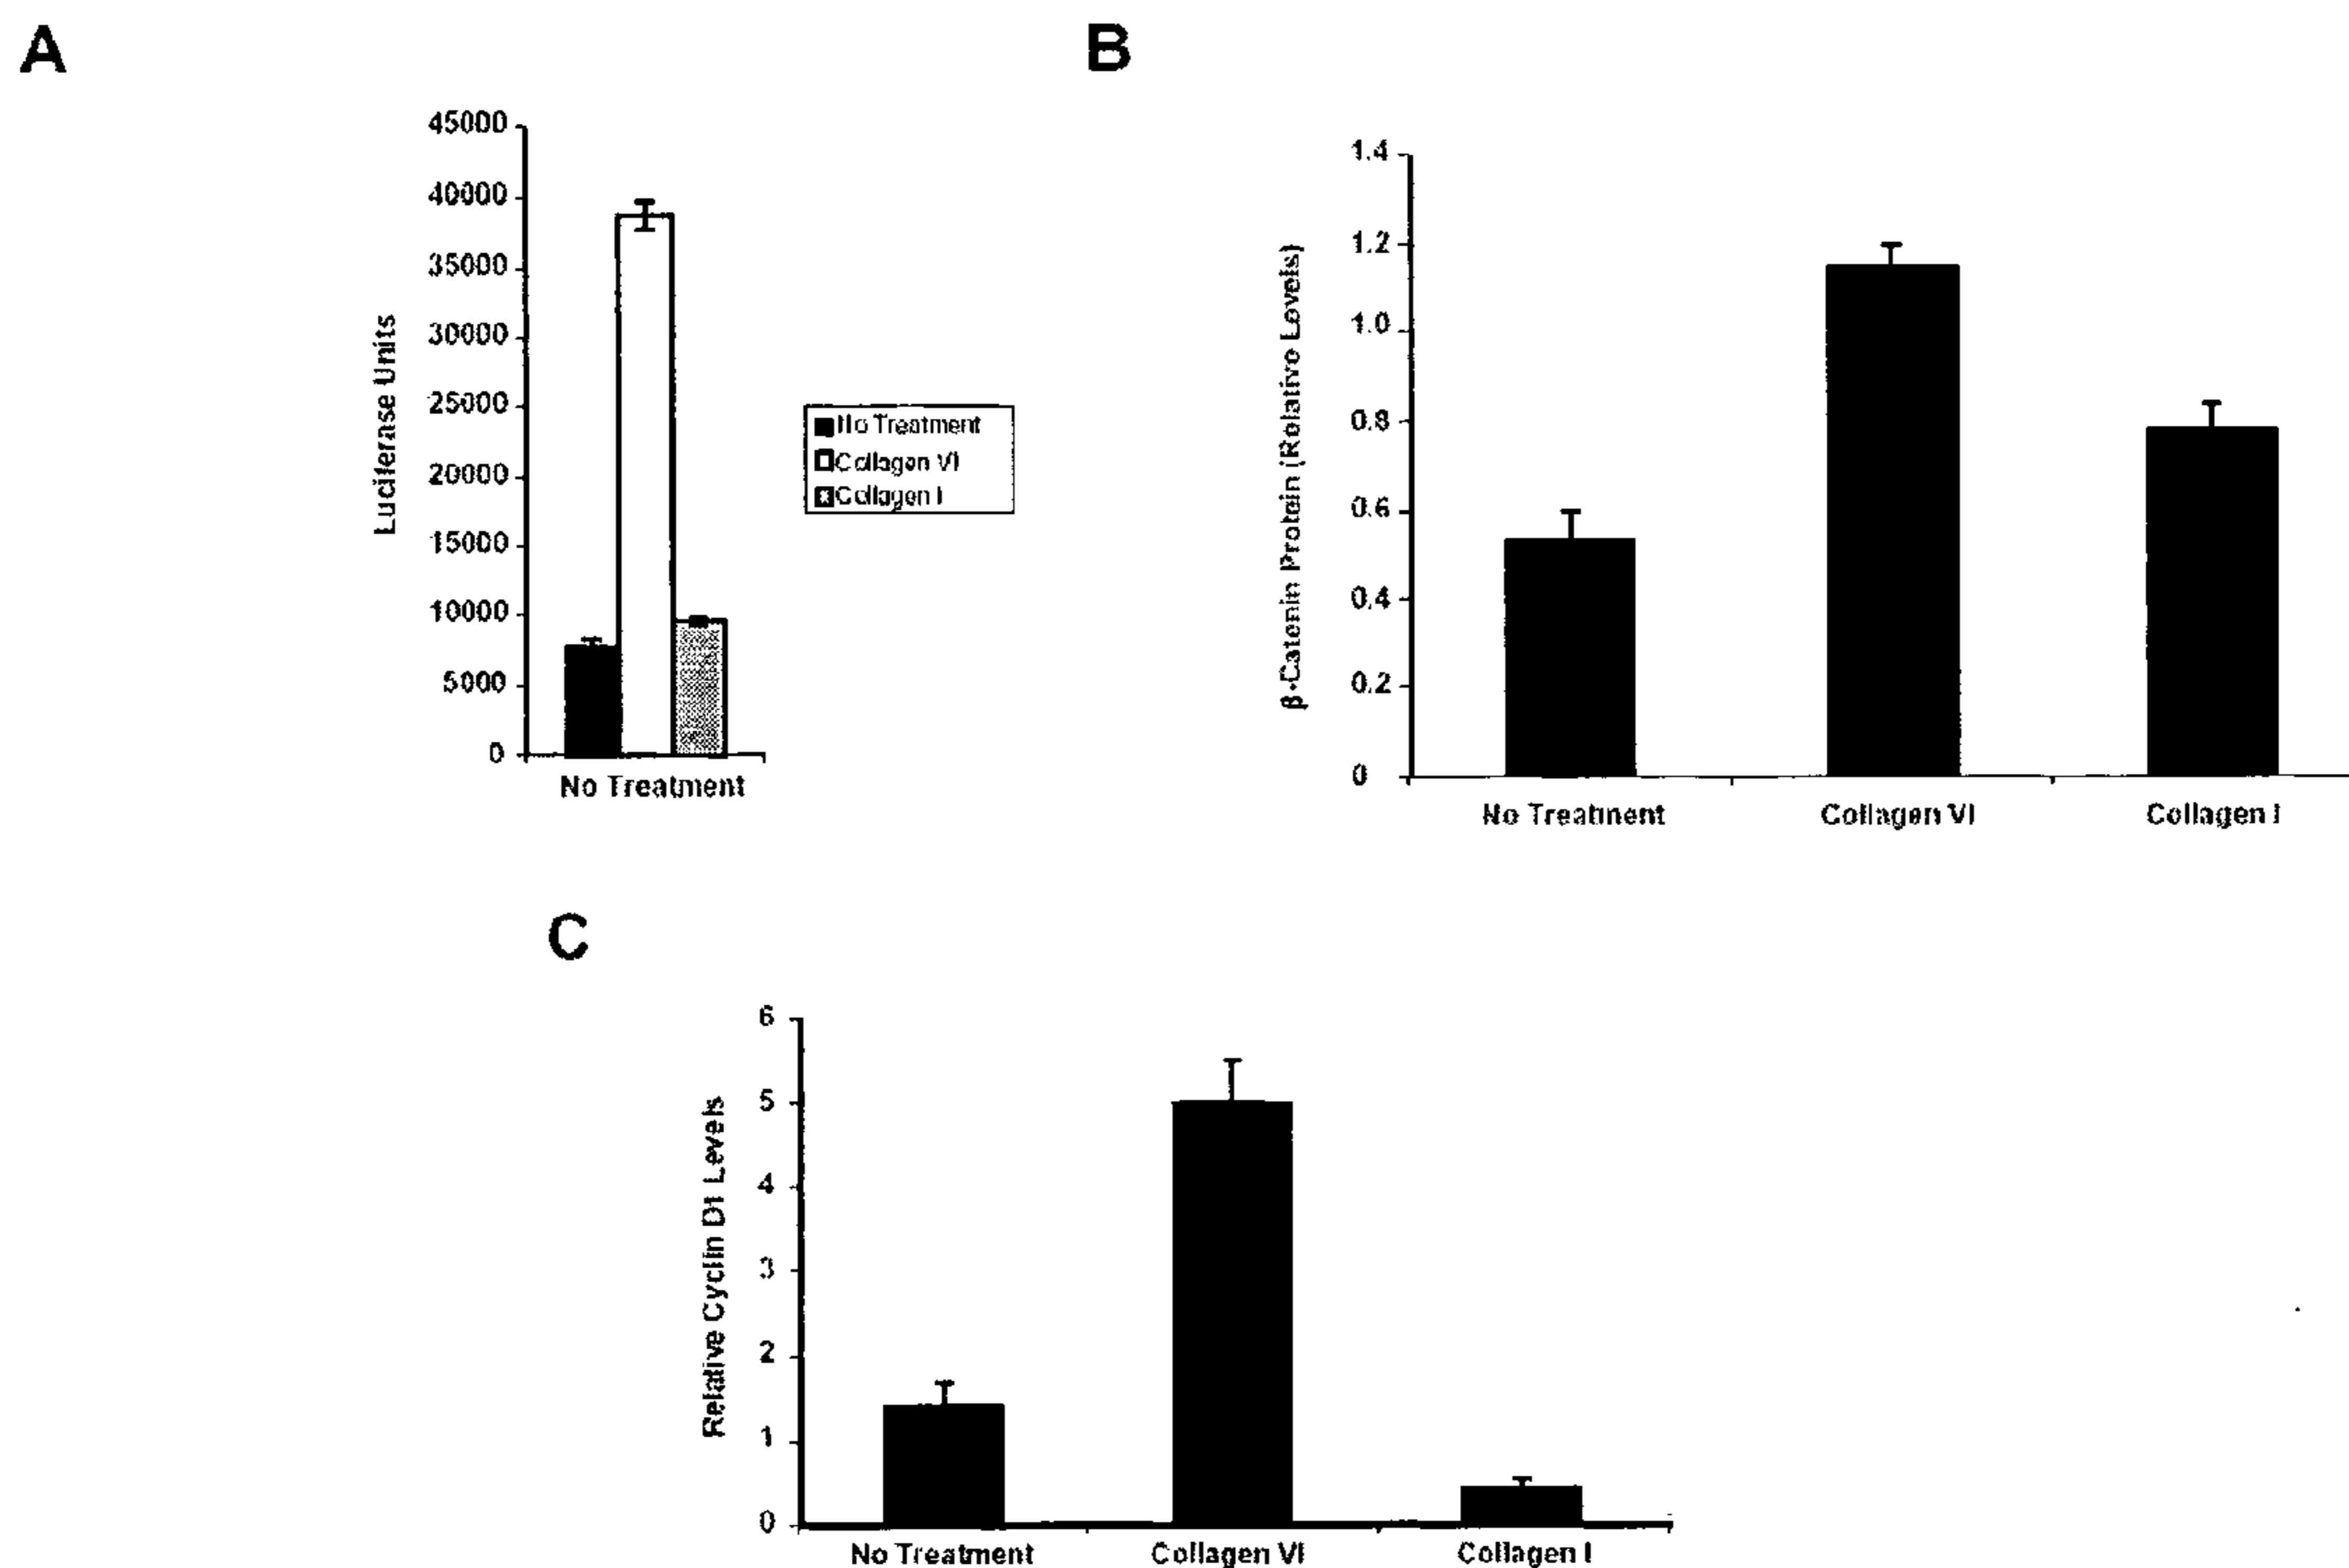 A
45000
40000
35000
30000
25000
20000
15000
10000
5000
0
Luciferase Units
No Treatment
No Treatment
Collagen VI
Collagen I
B
1.4
1.2
1.0
0.8
0.6
0.4
0.2
0
β-Catenin Protein (Relative Levels)
No Treatment
Collagen VI
Collagen I
C
6
5
4
3
2
1
0
Relative Cyclin D1 Levels
No Treatment
Collagen VI
Collagen I